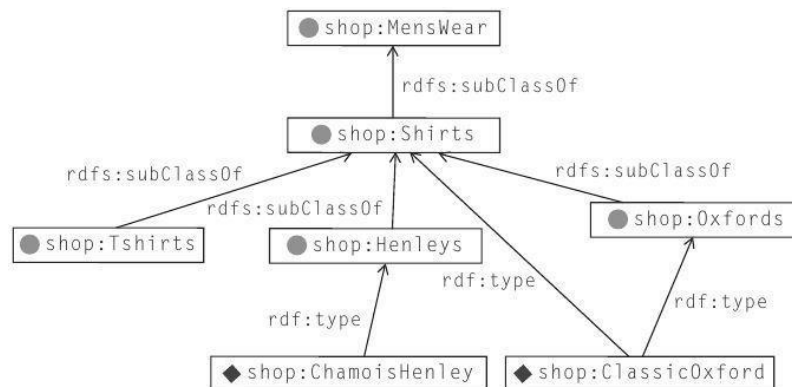 shop:MensWear
rdfs:subClassOf
shop:Shirts
rdfs:subClassOf
rdfs:subClassOf
rdfs:subClassOf
shop:Tshirts
shop:Henleys
shop:Oxfords
rdf:type
rdf:type
rdf:type
shop:ChamoisHenley
shop:ClassicOxford